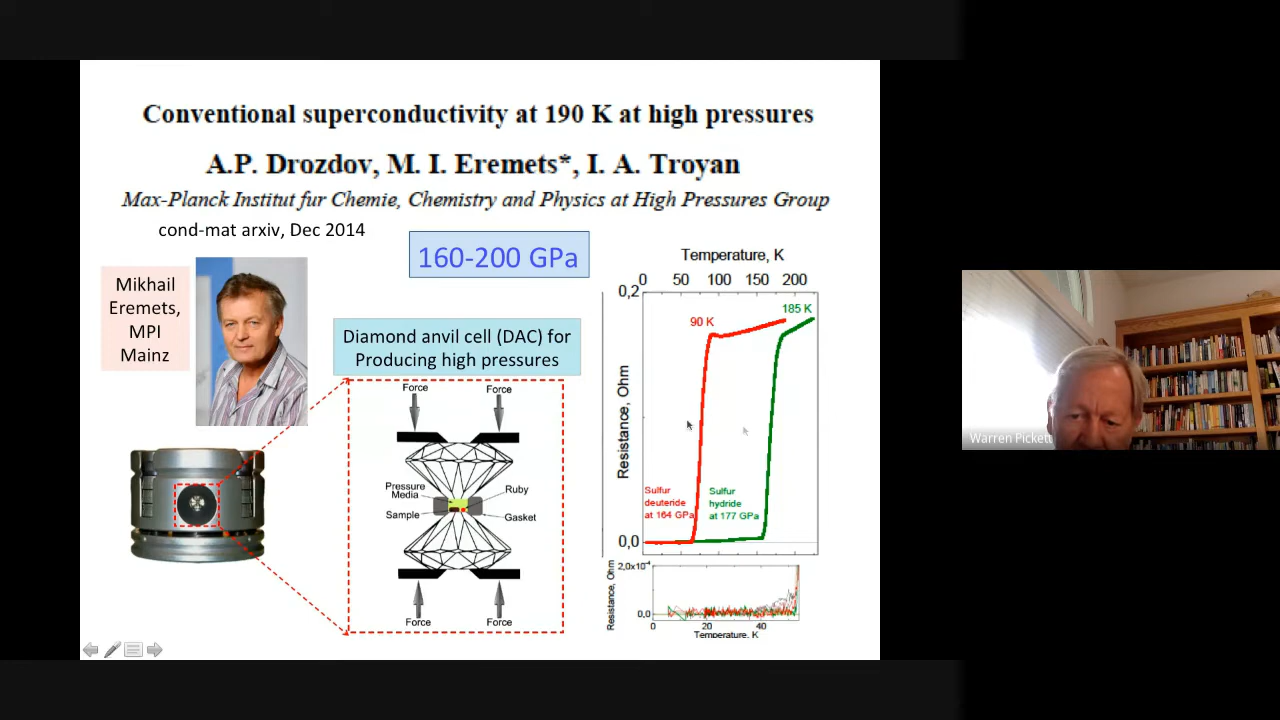 Conventional superconductivity at 190 K at high pressures
A.P. Drozdov, M. I. Eremets*, I. A. Troyan
Max-Planck Institut fur Chemie, Chemistry and Physics at High Pressures Group
cond-mat arxiv, Dec 2014
160-200 GPa
Mikhail
Eremets,
MPI
Mainz
Diamond anvil cell (DAC) for
Producing high pressures
Force
Force
Pressure
Media
Ruby
Sample
Gasket
Force
Force
Temperature, K
0 50 100 150 200
0,2
90 K
185 K
Resistance, Ohm
Sulfur
deuteride
at 164 GPa
Sulfur
hydride
at 177 GPa
0,0
Resistance, Ohm
2,0x10⁻⁴
0,0
0 20 40
Temperature, K
Warren Pickett